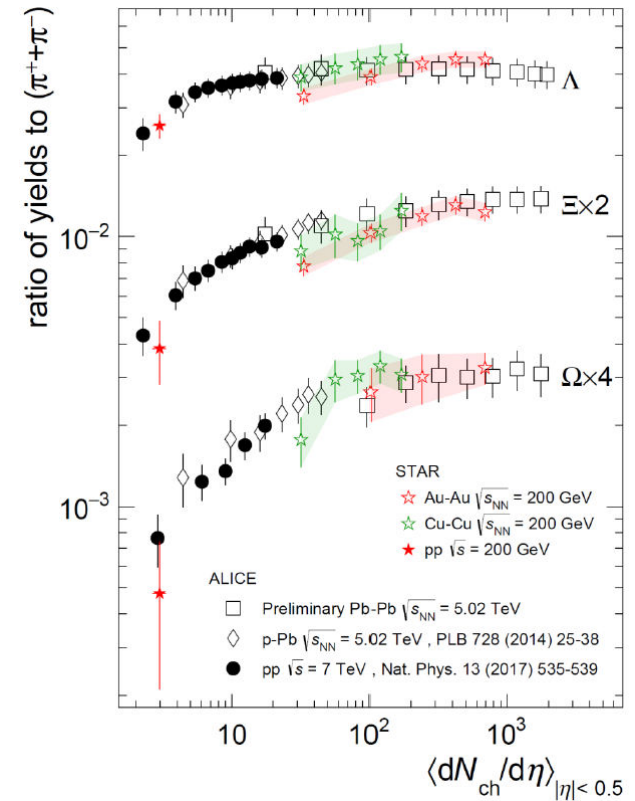 ratio of yields to (π⁺+π⁻)
Λ
Ξ×2
10⁻²
Ω×4
10⁻³
STAR
Au-Au √s_NN = 200 GeV
Cu-Cu √s_NN = 200 GeV
pp √s = 200 GeV
ALICE
Preliminary Pb-Pb √s_NN = 5.02 TeV
p-Pb √s_NN = 5.02 TeV , PLB 728 (2014) 25-38
pp √s = 7 TeV , Nat. Phys. 13 (2017) 535-539
10 10² 10³
⟨dN_ch/dη⟩_|η|< 0.5